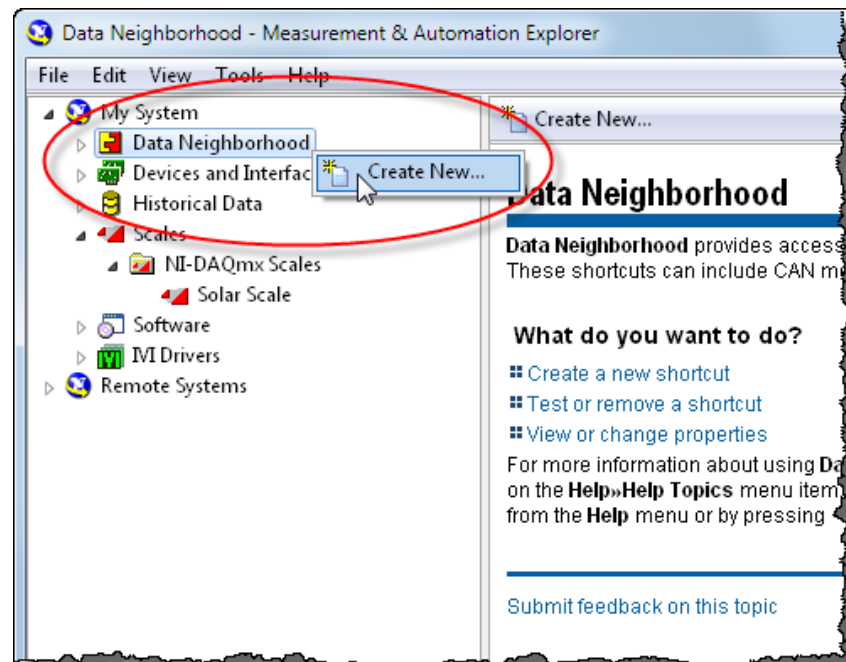 Data Neighborhood - Measurement & Automation Explorer
File Edit View Tools Help
My System
Data Neighborhood
Devices and Interfac
Create New...
Historical Data
Scales
NI-DAQmx Scales
Solar Scale
Software
IVI Drivers
Remote Systems
Create New...
Data Neighborhood
Data Neighborhood provides access
These shortcuts can include CAN m
What do you want to do?
Create a new shortcut
Test or remove a shortcut
View or change properties
For more information about using Da
on the Help»Help Topics menu item
from the Help menu or by pressing
Submit feedback on this topic